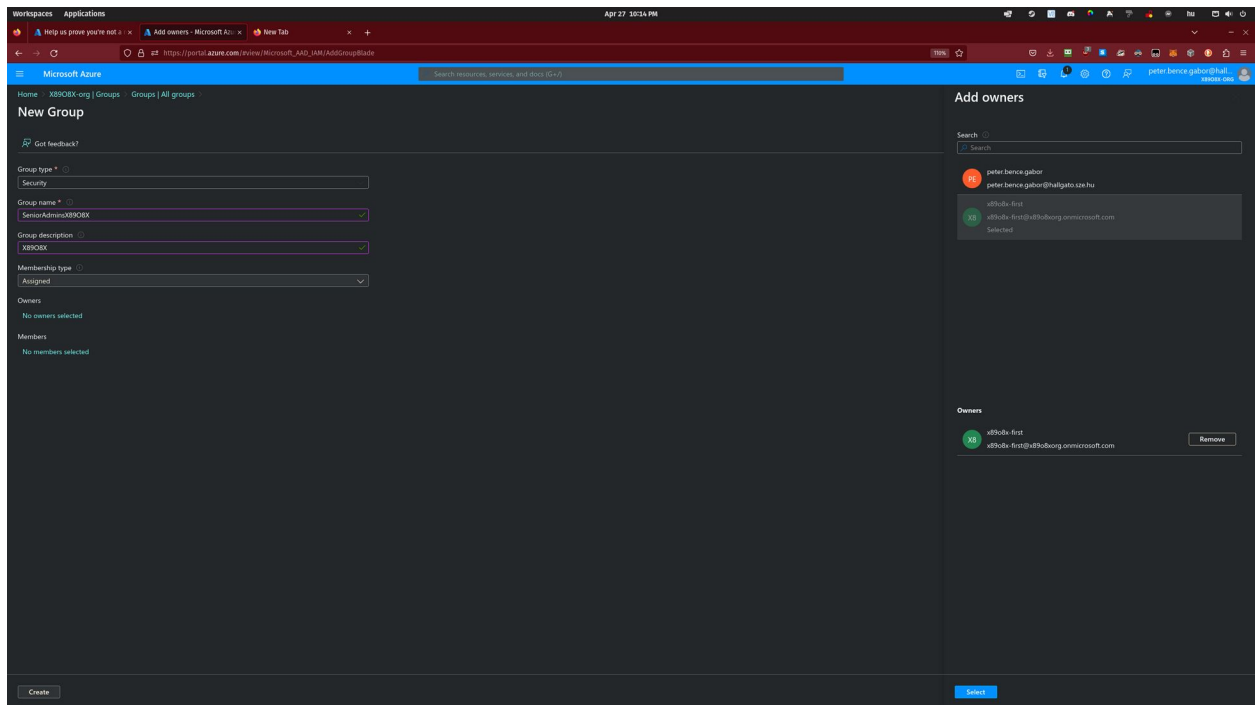 Workspaces Applications
Apr 27 10:14 PM
hu
Help us prove you're not a r ×
Add owners - Microsoft Azu ×
New Tab ×
+
https://portal.azure.com/#view/Microsoft_AAD_IAM/AddGroupBlade
110%
Microsoft Azure
Search resources, services, and docs (G+/)
1
peter.bence.gabor@hall...
X89O8X-ORG
Home > X89O8X-org | Groups > Groups | All groups >
New Group
Got feedback?
Group type *
Security
Group name *
SeniorAdminsX89O8X
Group description
X89O8X
Membership type
Assigned
Owners
No owners selected
Members
No members selected
Create
Add owners
Search
Search
PE
peter.bence.gabor
peter.bence.gabor@hallgato.sze.hu
X8
x89o8x-first
x89o8x-first@x89o8xorg.onmicrosoft.com
Selected
Owners
X8
x89o8x-first
x89o8x-first@x89o8xorg.onmicrosoft.com
Remove
Select